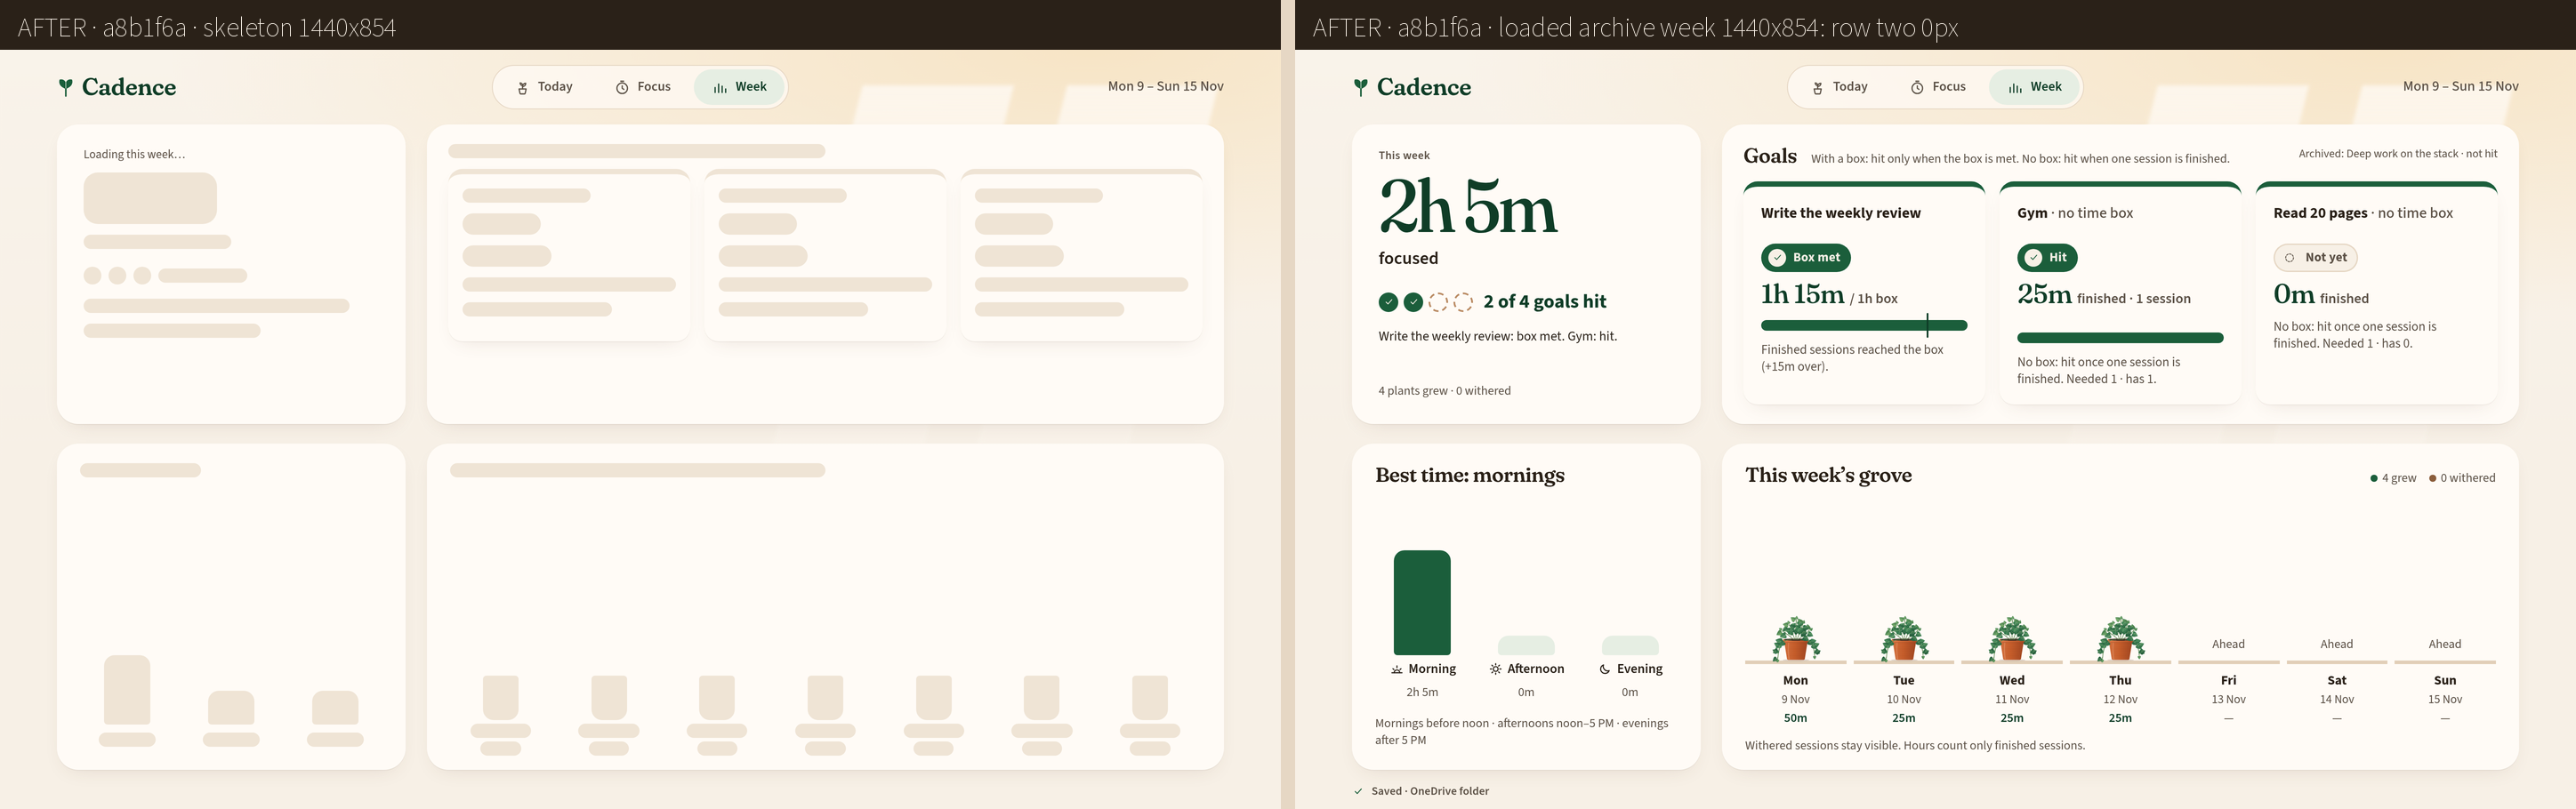 AFTER · a8b1f6a · skeleton 1440x854
Cadence
Today
Focus
Week
Mon 9 – Sun 15 Nov
Loading this week…
AFTER · a8b1f6a · loaded archive week 1440x854: row two 0px
Cadence
Today
Focus
Week
Mon 9 – Sun 15 Nov
This week
2h 5m
focused
2 of 4 goals hit
Write the weekly review: box met. Gym: hit.
4 plants grew · 0 withered
Goals
With a box: hit only when the box is met. No box: hit when one session is finished.
Archived: Deep work on the stack · not hit
Write the weekly review
Box met
1h 15m / 1h box
Finished sessions reached the box
(+15m over).
Gym · no time box
Hit
25m finished · 1 session
No box: hit once one session is
finished. Needed 1 · has 1.
Read 20 pages · no time box
Not yet
0m finished
No box: hit once one session is
finished. Needed 1 · has 0.
Best time: mornings
Morning
Afternoon
Evening
2h 5m
0m
0m
Mornings before noon · afternoons noon–5 PM · evenings
after 5 PM
This week’s grove
4 grew
0 withered
Ahead
Ahead
Ahead
Mon
Tue
Wed
Thu
Fri
Sat
Sun
9 Nov
10 Nov
11 Nov
12 Nov
13 Nov
14 Nov
15 Nov
50m
25m
25m
25m
—
—
—
Withered sessions stay visible. Hours count only finished sessions.
Saved · OneDrive folder